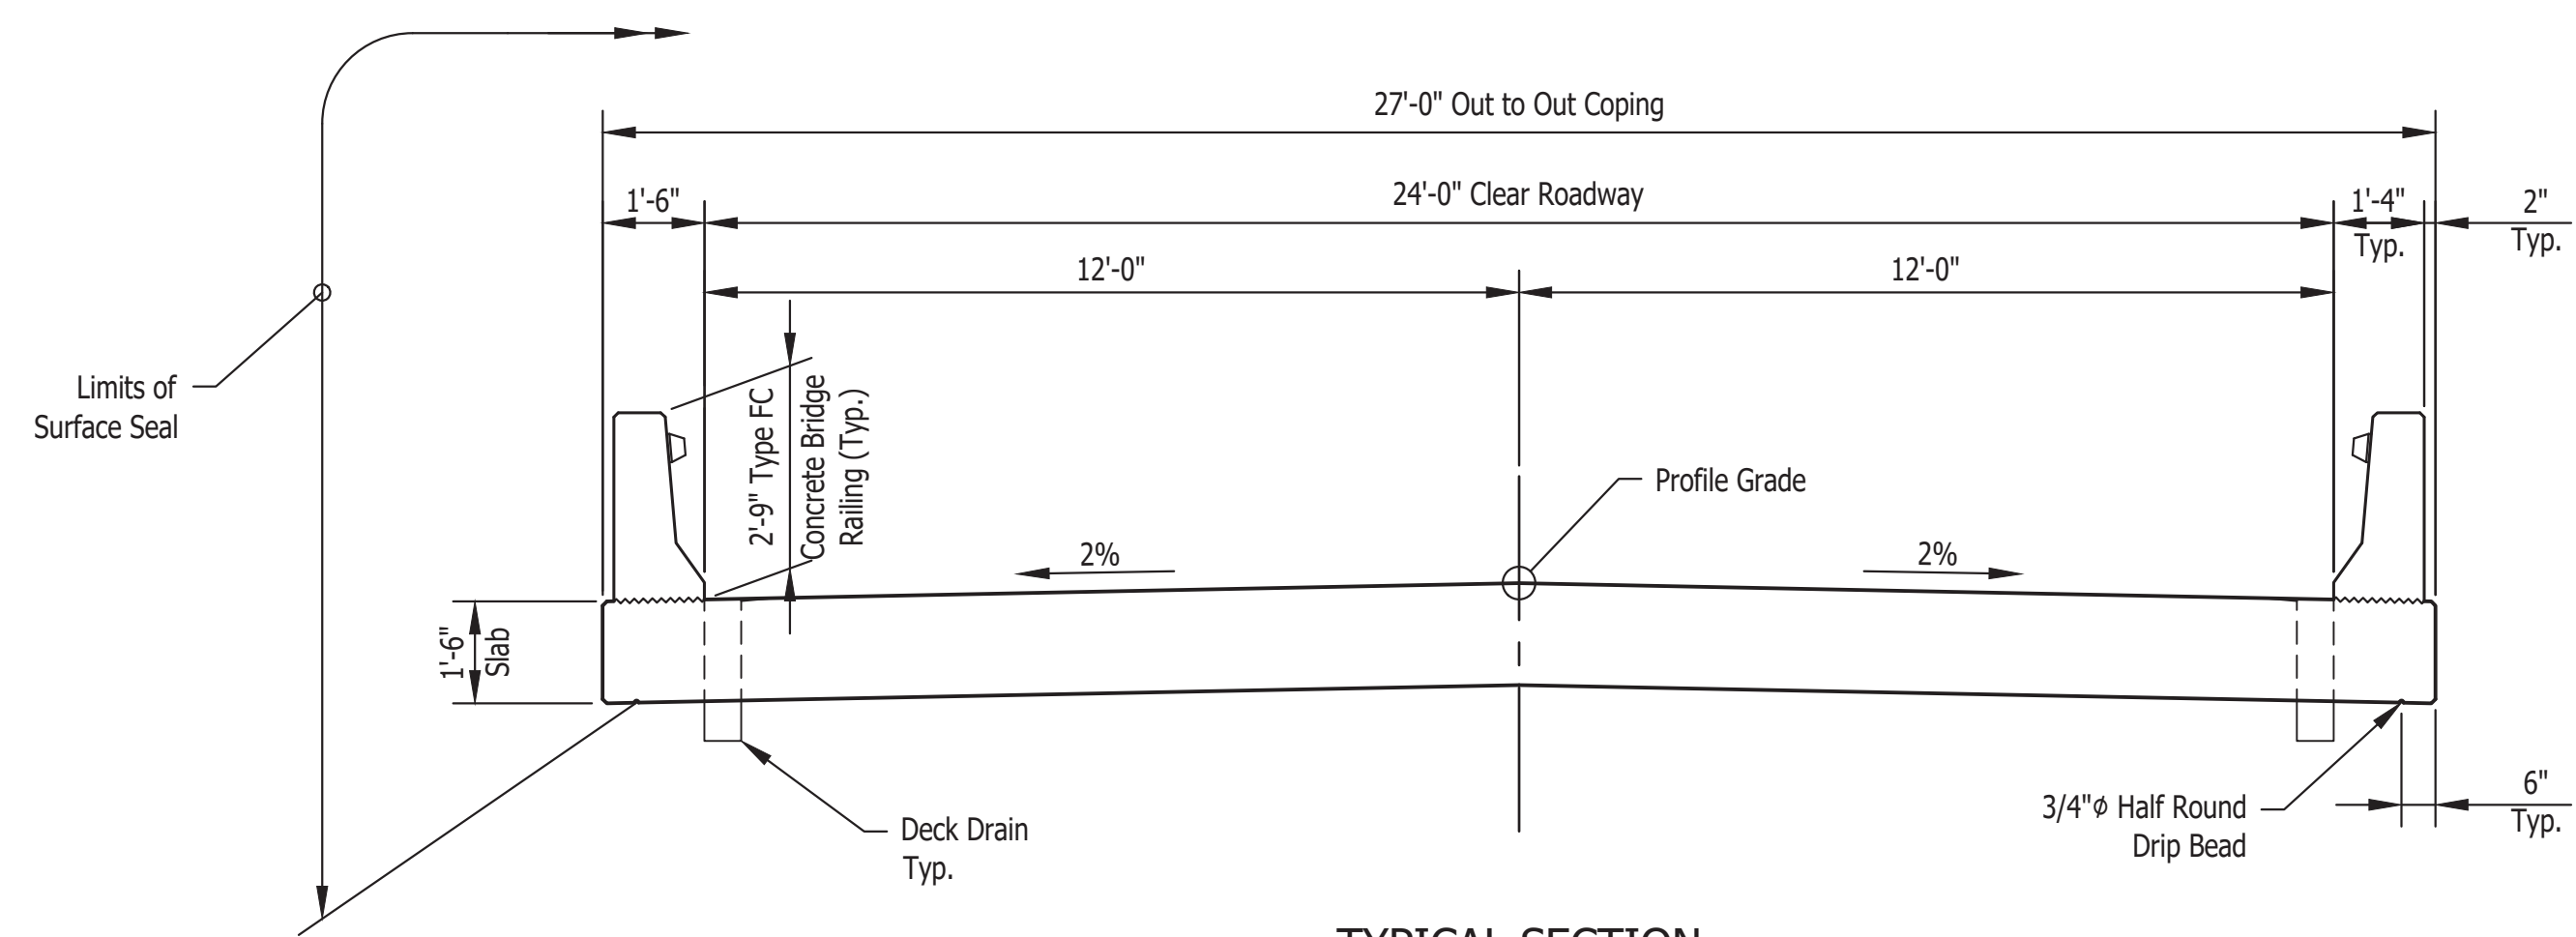 27'-0" Out to Out Coping
1'-6"
24'-0" Clear Roadway
1'-4"
Typ.
2"
Typ.
12'-0"
12'-0"
Limits of
Surface Seal
2'-9" Type FC
Concrete Bridge
Railing (Typ.)
Profile Grade
2%
2%
1'-6"
Slab
Deck Drain
Typ.
3/4"ø Half Round
Drip Bead
6"
Typ.
TYPICAL SECTION